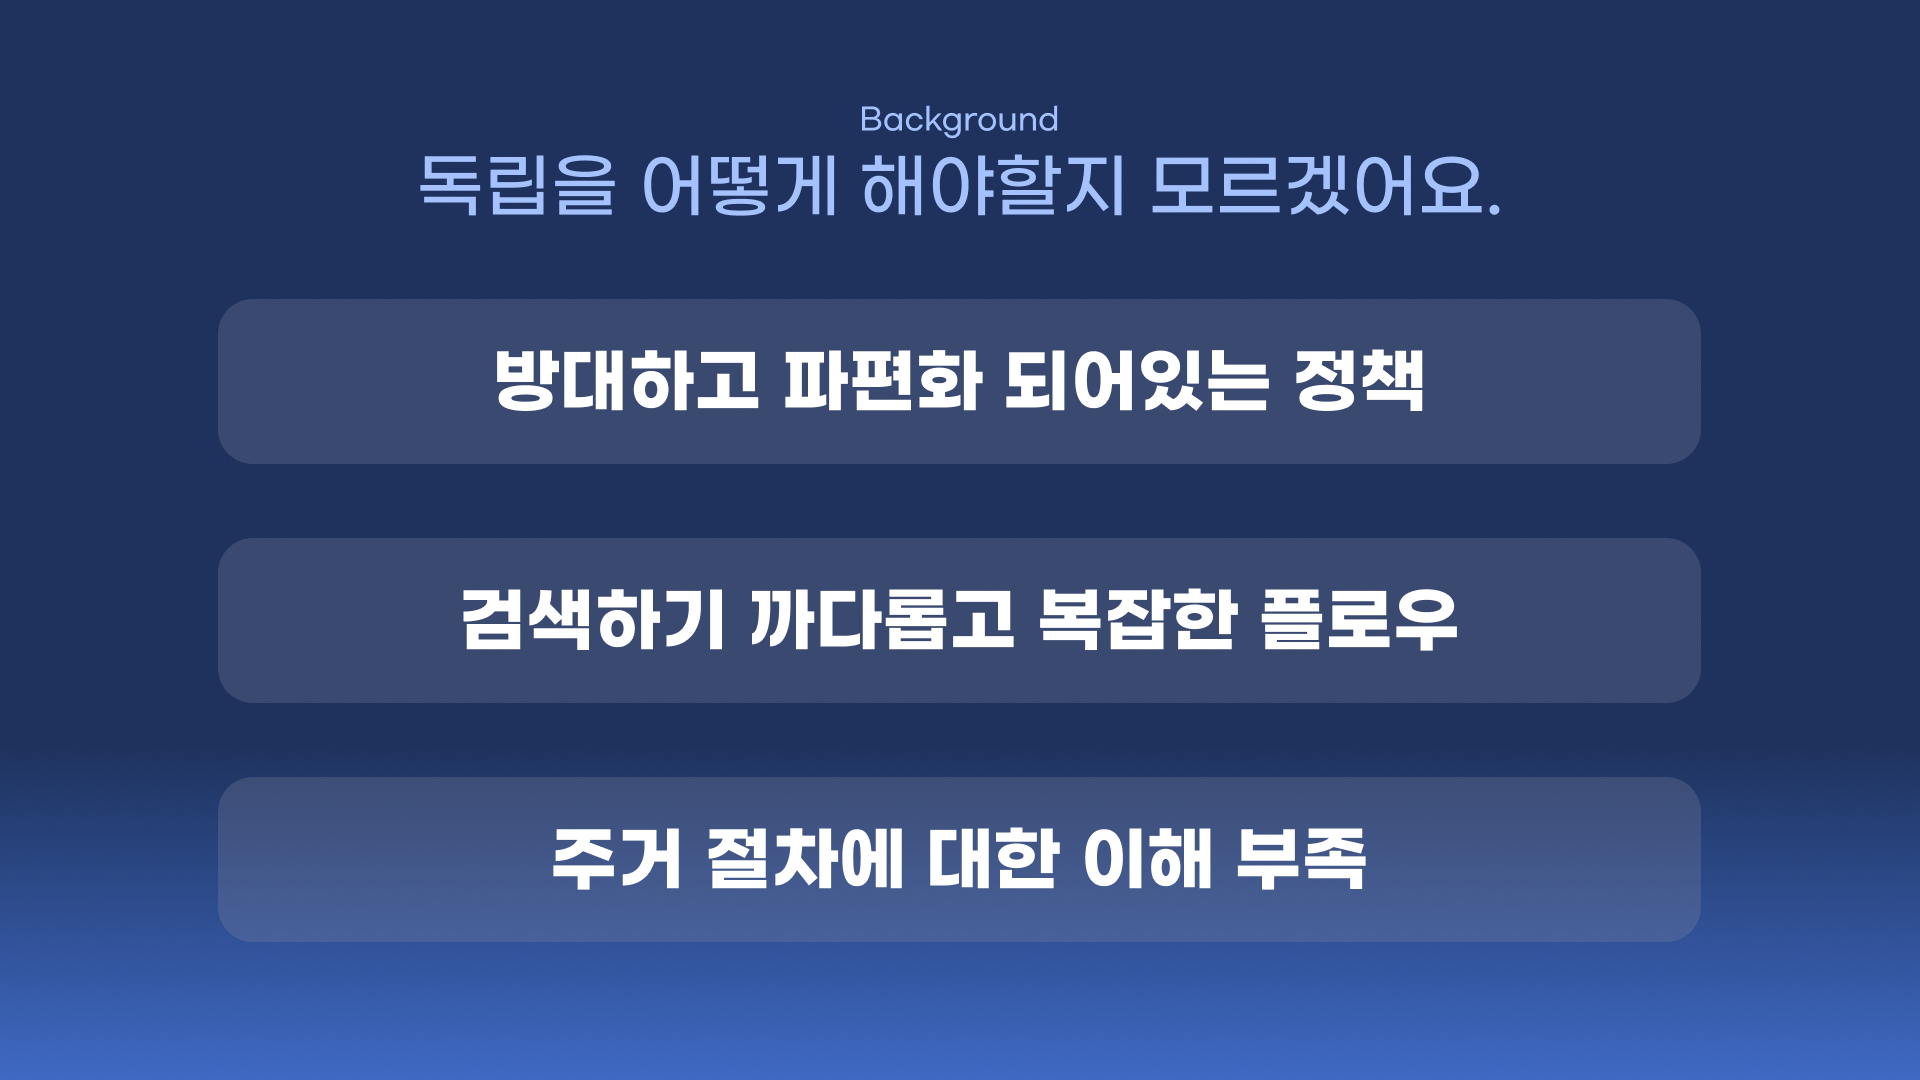 Background
독립을 어떻게 해야할지 모르겠어요.
방대하고 파편화 되어있는 정책
검색하기 까다롭고 복잡한 플로우
주거 절차에 대한 이해 부족